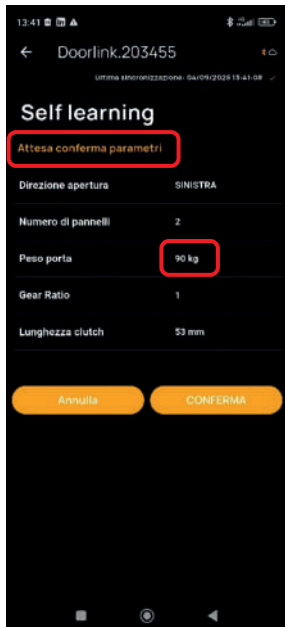 13:41
Doorlink.203455
Ultima sincronizzazione: 04/09/2025 13:41:08
Self learning
Attesa conferma parametri
Direzione apertura SINISTRA
Numero di pannelli 2
Peso porta 90 kg
Gear Ratio 1
Lunghezza clutch 53 mm
Annulla CONFERMA